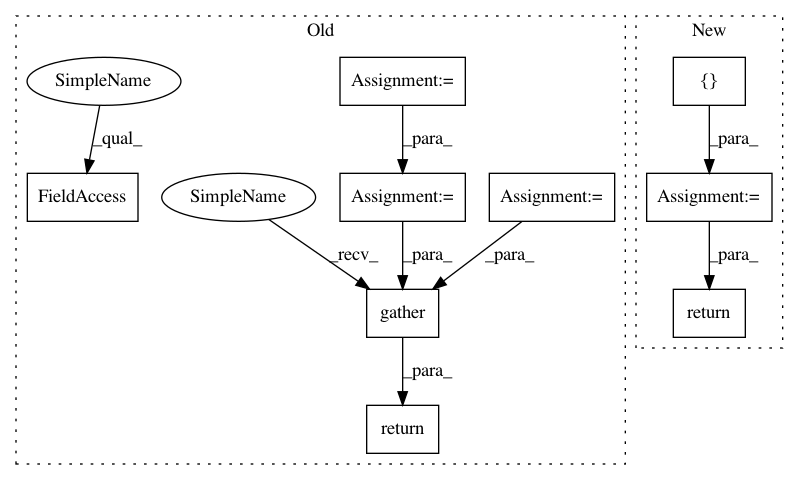 Old
New
SimpleName
Assignment:=
{}
_qual_
_para_
_para_
FieldAccess
SimpleName
Assignment:=
Assignment:=
Assignment:=
_recv_
_para_
_para_
_para_
gather
return
_para_
return